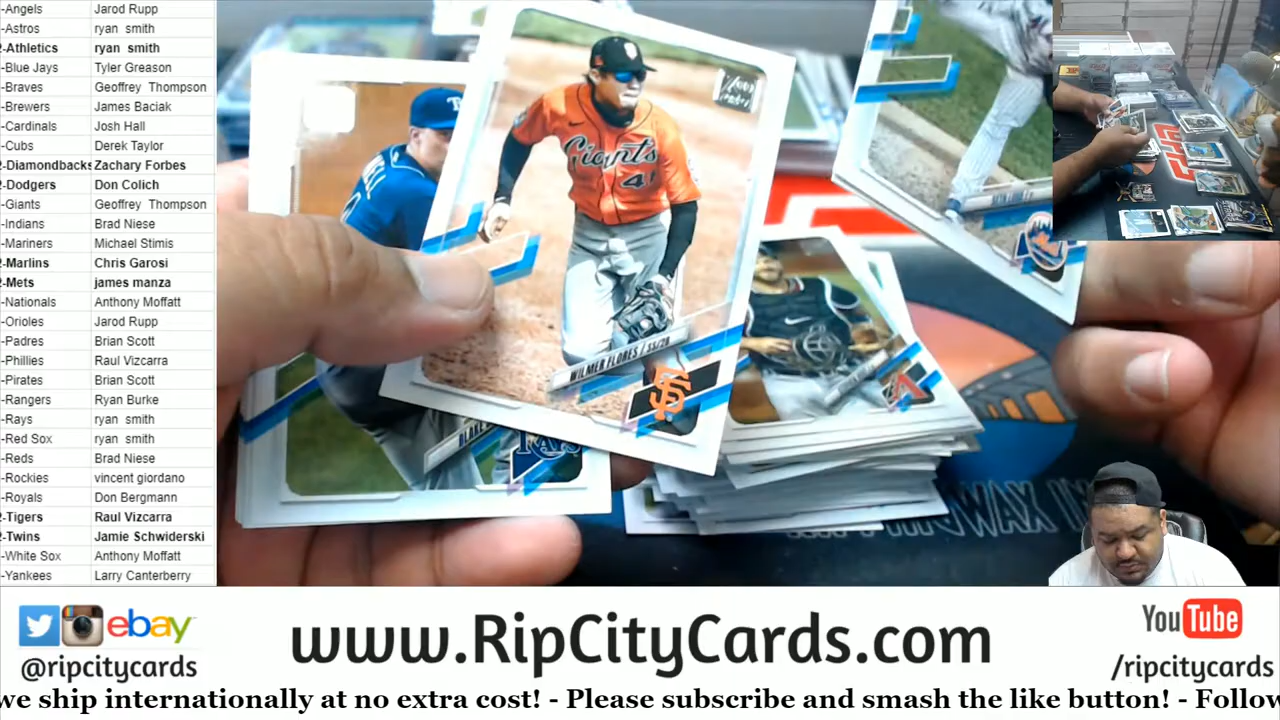 -Angels Jarod Rupp
-Astros ryan smith
2-Athletics ryan smith
-Blue Jays Tyler Greason
-Braves Geoffrey Thompson
-Brewers James Baciak
-Cardinals Josh Hall
-Cubs Derek Taylor
2-Diamondbacks Zachary Forbes
2-Dodgers Don Colich
-Giants Geoffrey Thompson
-Indians Brad Niese
-Mariners Michael Stimis
2-Marlins Chris Garosi
2-Mets james manza
-Nationals Anthony Moffatt
-Orioles Jarod Rupp
-Padres Brian Scott
-Phillies Raul Vizcarra
-Pirates Brian Scott
-Rangers Ryan Burke
-Rays ryan smith
-Red Sox ryan smith
-Reds Brad Niese
-Rockies vincent giordano
-Royals Don Bergmann
2-Tigers Raul Vizcarra
2-Twins Jamie Schwiderski
-White Sox Anthony Moffatt
-Yankees Larry Canterberry
Giants
41
WILMER FLORES / 3B/2B
SF
RAYS
ebay
@ripcitycards
www.RipCityCards.com
YouTube
/ripcitycards
we ship internationally at no extra cost! - Please subscribe and smash the like button! - Follow